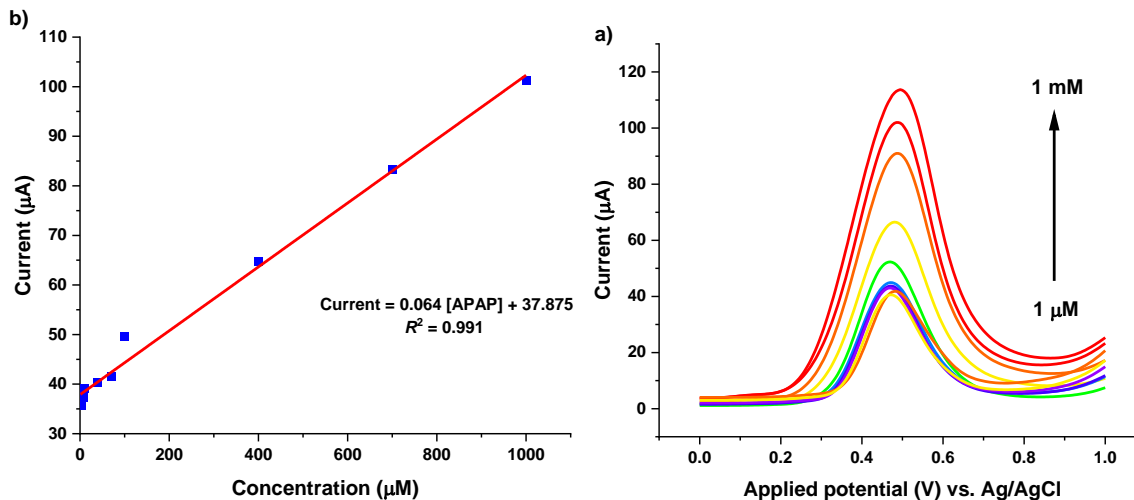 b)
110
100
90
80
70
60
50
40
30
0
200
400
600
800
1000
Current (μA)
Concentration (μM)
Current = 0.064 [APAP] + 37.875
R² = 0.991
a)
120
100
80
60
40
20
0
0.0
0.2
0.4
0.6
0.8
1.0
Current (μA)
Applied potential (V) vs. Ag/AgCl
1 mM
1 μM